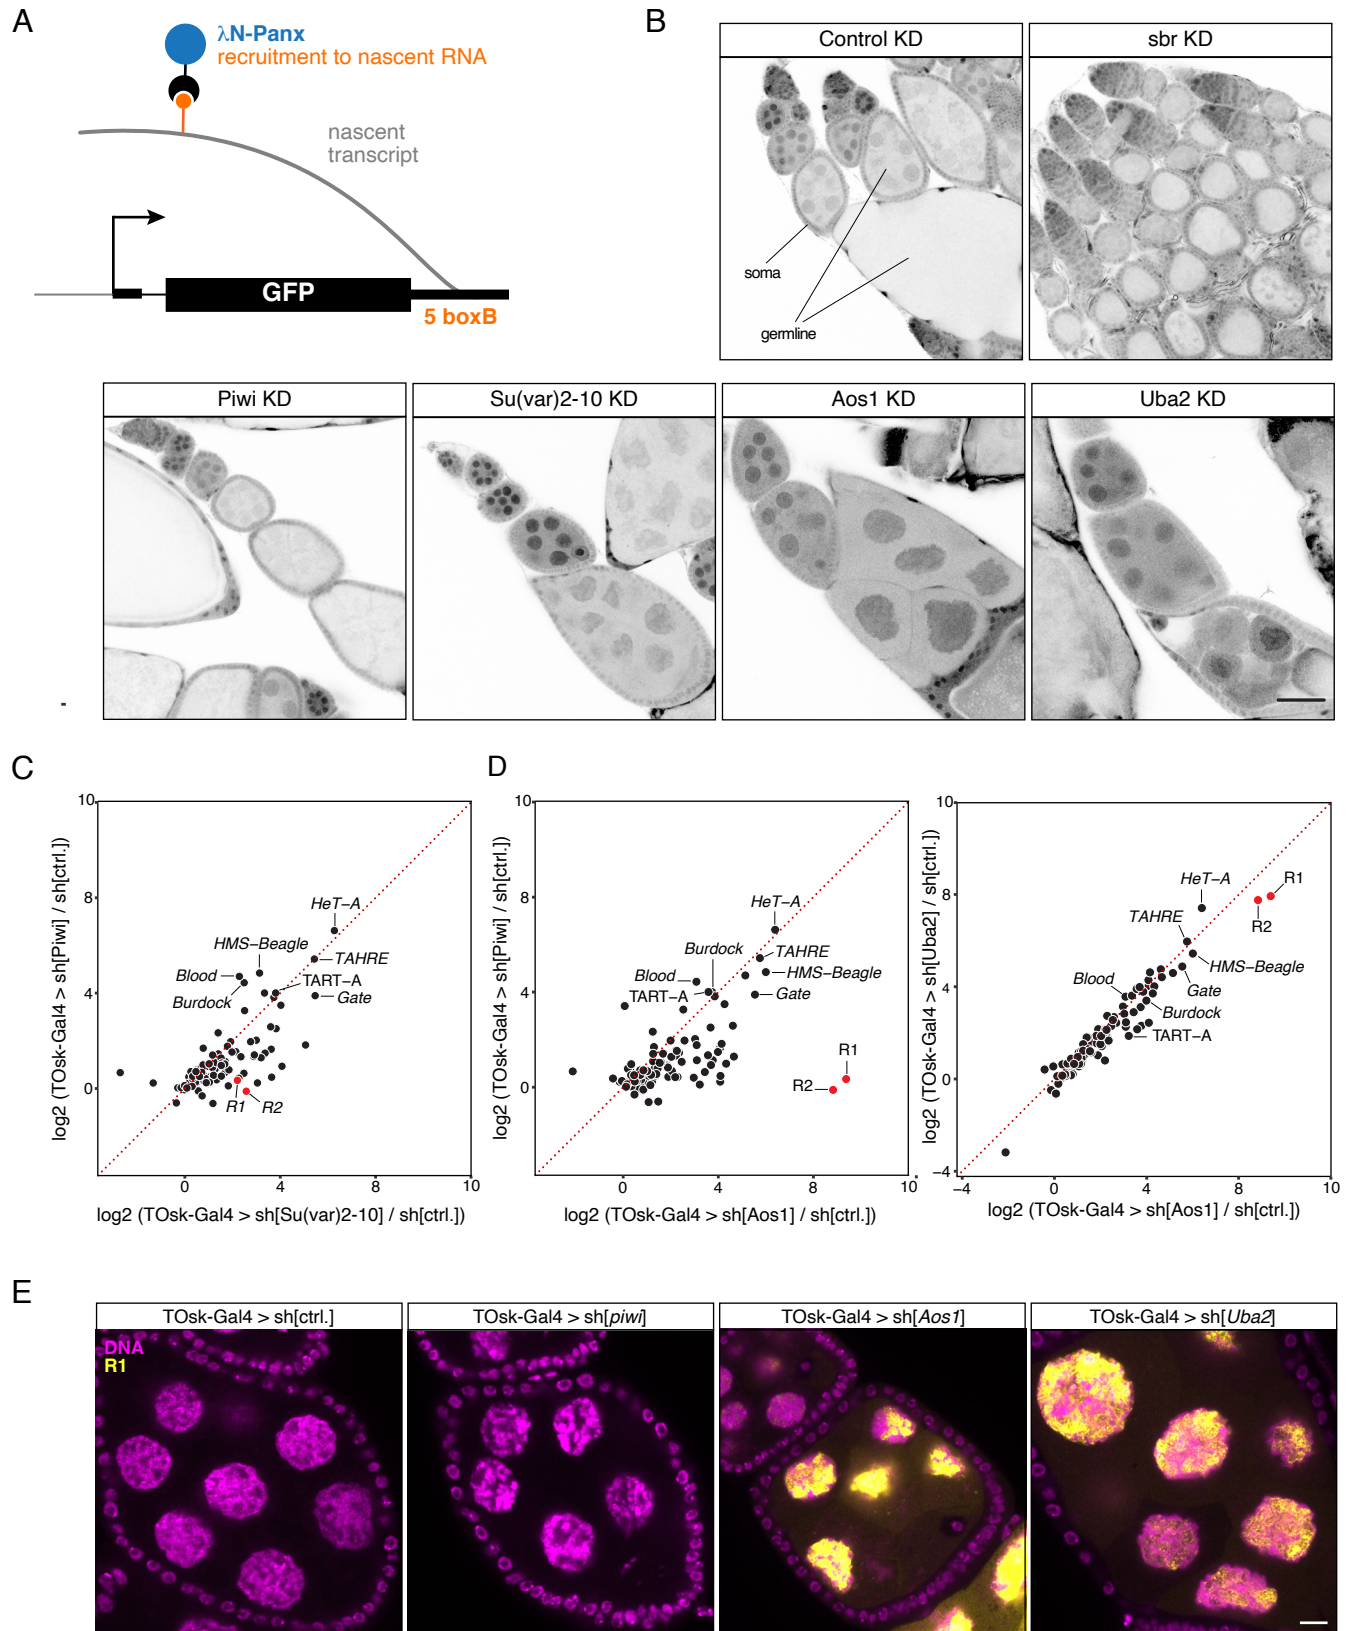 A
λN-Panx
recruitment to nascent RNA
nascent
transcript
GFP
5 boxB
B
Control KD
sbr KD
soma
germline
Piwi KD
Su(var)2-10 KD
Aos1 KD
Uba2 KD
C
log2 (TOsk-Gal4 > sh[Piwi] / sh[ctrl.])
10
8
4
0
HeT-A
HMS-Beagle
Blood
TAHRE
TART-A
Burdock
Gate
R1
R2
0
4
8
10
log2 (TOsk-Gal4 > sh[Su(var)2-10] / sh[ctrl.])
D
log2 (TOsk-Gal4 > sh[Piwi] / sh[ctrl.])
10
8
4
0
HeT-A
Burdock
TAHRE
Blood
HMS-Beagle
TART-A
Gate
R1
R2
0
4
8
10
log2 (TOsk-Gal4 > sh[Aos1] / sh[ctrl.])
log2 (TOsk-Gal4 > sh[Uba2] / sh[ctrl.])
10
8
4
0
−4
HeT-A
R1
TAHRE
R2
HMS-Beagle
Blood
Gate
Burdock
TART-A
−4
0
4
8
10
log2 (TOsk-Gal4 > sh[Aos1] / sh[ctrl.])
E
TOsk-Gal4 > sh[ctrl.]
TOsk-Gal4 > sh[piwi]
TOsk-Gal4 > sh[Aos1]
TOsk-Gal4 > sh[Uba2]
DNA
R1